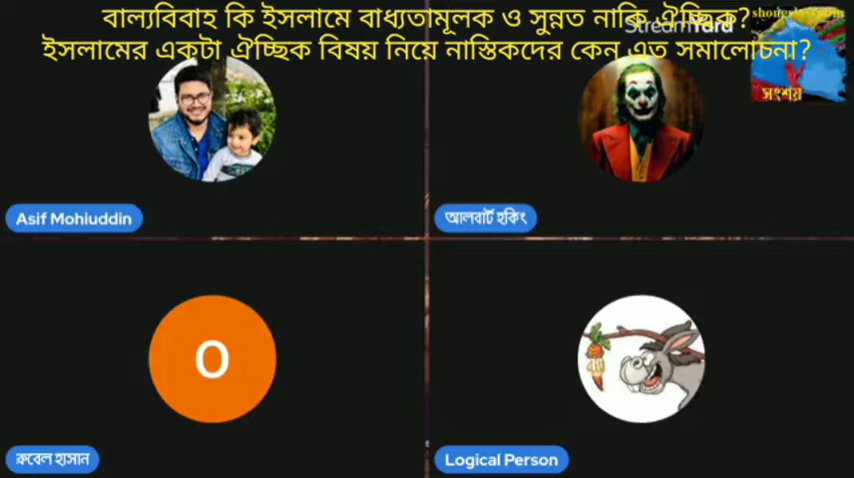 বাল্যবিবাহ কি ইসলামে বাধ্যতামূলক ও সুন্নত নাকি ঐচ্ছিক?
ইসলামের একটা ঐচ্ছিক বিষয় নিয়ে নাস্তিকদের কেন এত সমালোচনা?
StreamYard
সংশয়
Asif Mohiuddin
আলবার্ট হকিং
O
রুবেল হাসান
Logical Person